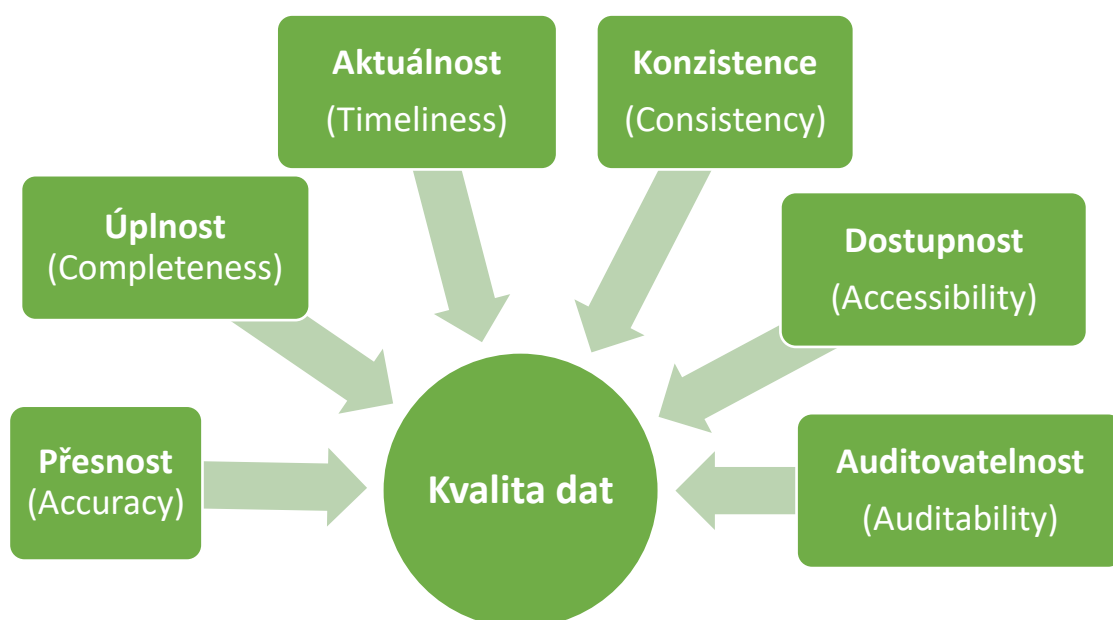 Aktuálnost
(Timeliness)
Konzistence
(Consistency)
Úplnost
(Completeness)
Dostupnost
(Accessibility)
Přesnost
(Accuracy)
Kvalita dat
Auditovatelnost
(Auditability)